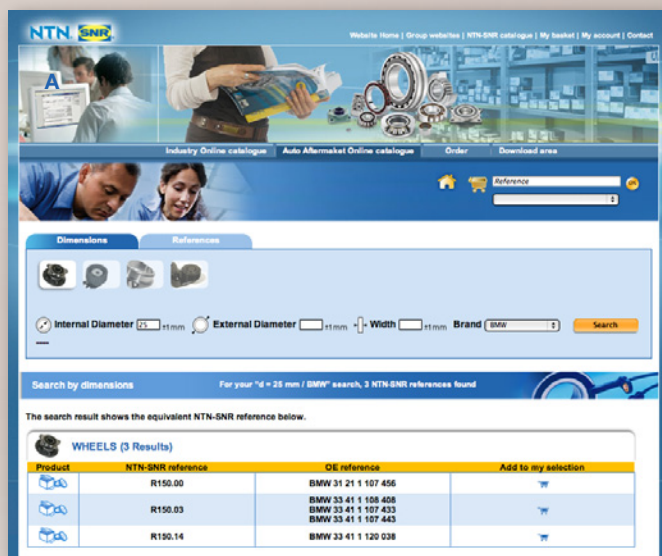 NTN SNR
Website Home | Group websites | NTN-SNR catalogue | My basket | My account | Contact
A
Industry Online catalogue Auto Aftermaket Online catalogue Order Download area
Reference
OK
Dimensions References
Internal Diameter 25 ±1mm External Diameter ±1mm Width ±1mm Brand BMW Search
Search by dimensions For your "d = 25 mm / BMW" search, 3 NTN-SNR references found
The search result shows the equivalent NTN-SNR reference below.
WHEELS (3 Results)
Product NTN-SNR reference OE reference Add to my selection
R150.00 BMW 31 21 1 107 456
BMW 33 41 1 108 408
R150.03 BMW 33 41 1 107 433
BMW 33 41 1 107 443
R150.14 BMW 33 41 1 120 038